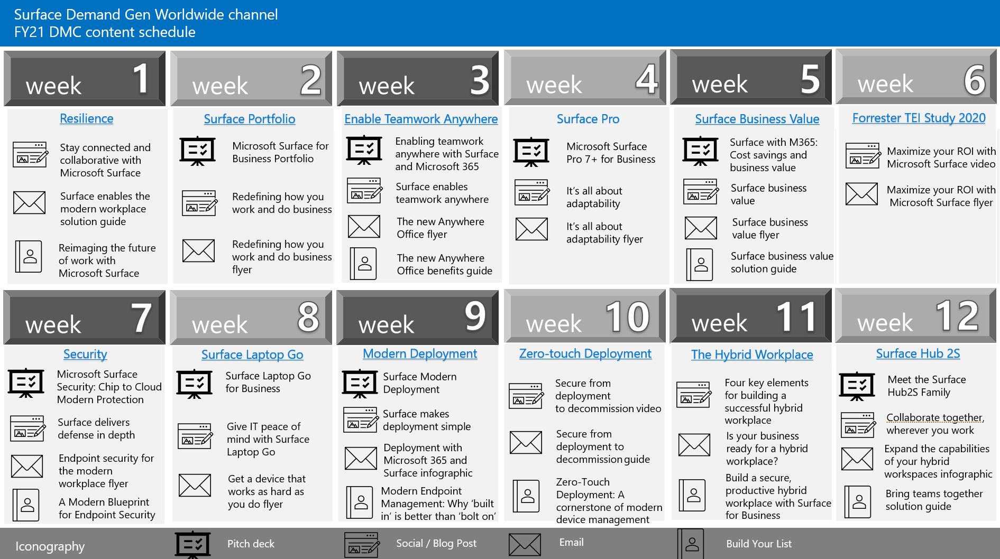 Surface Demand Gen Worldwide channel
FY21 DMC content schedule
week 1
Resilience
Stay connected and
collaborative with
Microsoft Surface
Surface enables the
modern workplace
solution guide
Reimaging the future
of work with
Microsoft Surface
week 2
Surface Portfolio
Microsoft Surface for
Business Portfolio
Redefining how you
work and do business
Redefining how you
work and do business
flyer
week 3
Enable Teamwork Anywhere
Enabling teamwork
anywhere with Surface
and Microsoft 365
Surface enables
teamwork anywhere
The new Anywhere
Office flyer
The new Anywhere
Office benefits guide
week 4
Surface Pro
Microsoft Surface
Pro 7+ for Business
It's all about
adaptability
It's all about
adaptability flyer
week 5
Surface Business Value
Surface with M365:
Cost savings and
business value
Surface business
value
Surface business
value flyer
Surface business value
solution guide
week 6
Forrester TEI Study 2020
Maximize your ROI with
Microsoft Surface video
Maximize your ROI with
Microsoft Surface flyer
week 7
Security
Microsoft Surface
Security: Chip to Cloud
Modern Protection
Surface delivers
defense in depth
Endpoint security for
the modern
workplace flyer
A Modern Blueprint
for Endpoint Security
week 8
Surface Laptop Go
Surface Laptop Go
for Business
Give IT peace of
mind with Surface
Laptop Go
Get a device that
works as hard as
you do flyer
week 9
Modern Deployment
Surface Modern
Deployment
Surface makes
deployment simple
Deployment with
Microsoft 365 and
Surface infographic
Modern Endpoint
Management: Why ‘built
in’ is better than ‘bolt on’
week 10
Zero-touch Deployment
Secure from
deployment
to decommission video
Secure from
deployment to
decommission guide
Zero-Touch
Deployment: A
cornerstone of modern
device management
week 11
The Hybrid Workplace
Four key elements
for building a
successful hybrid
workplace
Is your business
ready for a hybrid
workplace?
Build a secure,
productive hybrid
workplace with Surface
for Business
week 12
Surface Hub 2S
Meet the Surface
Hub2S Family
Collaborate together,
wherever you work
Expand the capabilities
of your hybrid
workspaces infographic
Bring teams together
solution guide
Iconography
Pitch deck
Social / Blog Post
Email
Build Your List